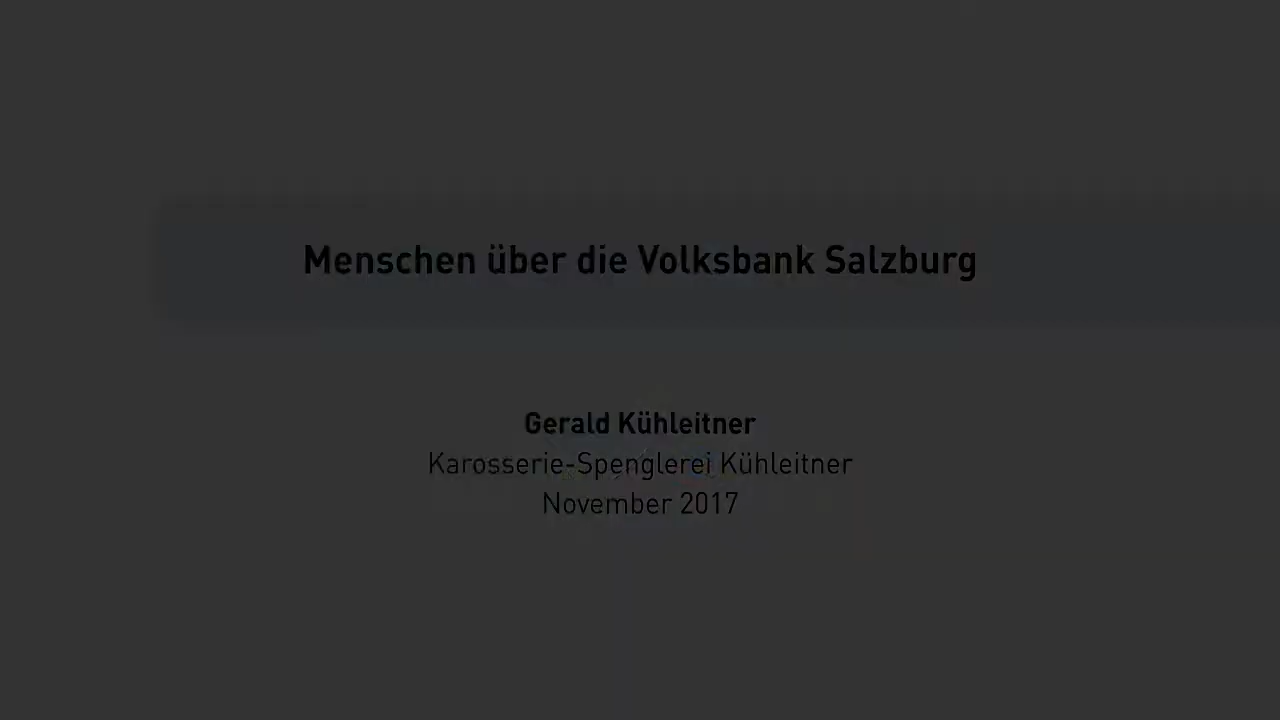 Menschen über die Volksbank Salzburg
Gerald Kühleitner
Karosserie-Spenglerei Kühleitner
November 2017